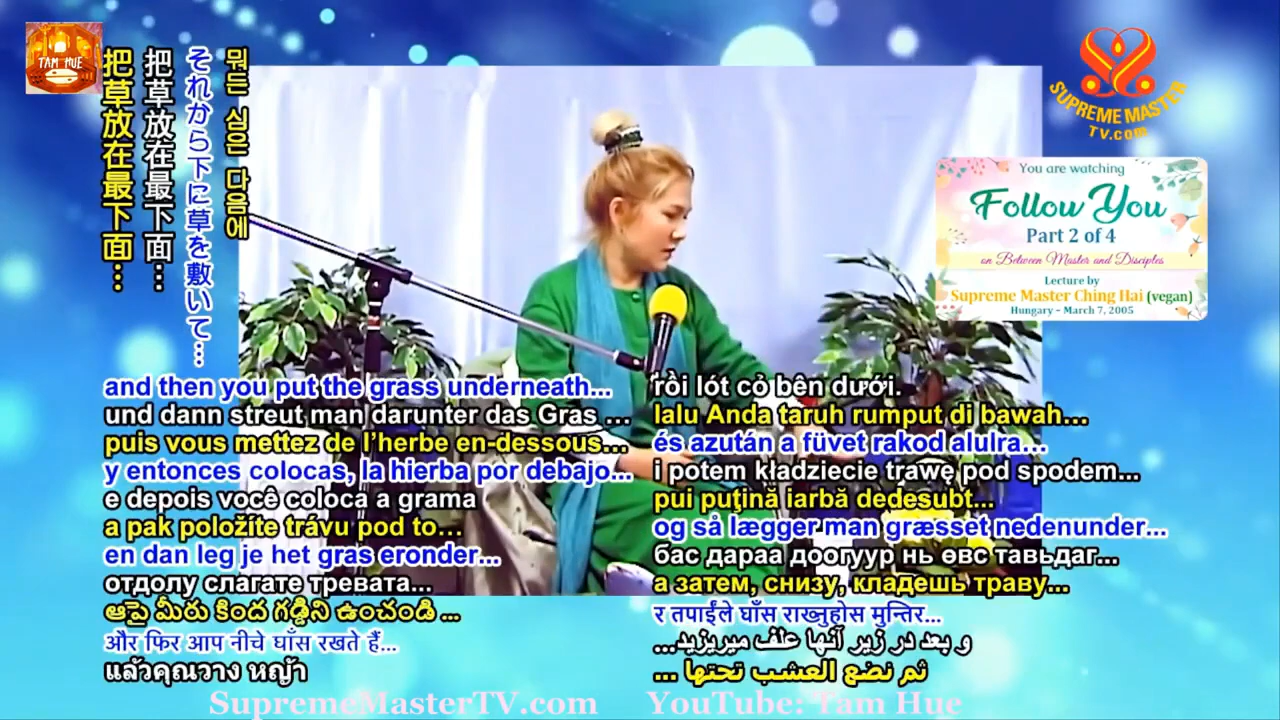 TAM HUE
把草放在最下面…
把草放在最下面…
それから下に草を敷いて…
뭐든 심은 다음에
SUPREME MASTER
TV.com
You are watching
Follow You
Part 2 of 4
on Between Master and Disciples
Lecture by
Supreme Master Ching Hai (vegan)
Hungary - March 7, 2005
and then you put the grass underneath...
und dann streut man darunter das Gras ...
puis vous mettez de l’herbe en-dessous...
y entonces colocas, la hierba por debajo...
e depois você coloca a grama
a pak položíte trávu pod to...
en dan leg je het gras eronder...
отдолу слагате тревата...
ఆపై మీరు కింద గడ్డిని ఉంచండి ...
और फिर आप नीचे घाँस रखते हैं...
แล้วคุณวาง หญ้า
rồi lót cỏ bên dưới.
lalu Anda taruh rumput di bawah...
és azután a füvet rakod alulra...
i potem kładziecie trawę pod spodem...
pui puţină iarbă dedesubt...
og så lægger man græsset nedenunder...
бас дараа доогуур нь өвс тавьдаг...
а затем, снизу, кладешь траву...
र तपाईंले घाँस राख्नुहोस मुन्तिर...
و بعد در زیر آنها علف میریزید...
ثم نضع العشب تحتها ...
SupremeMasterTV.com
YouTube: Tam Hue